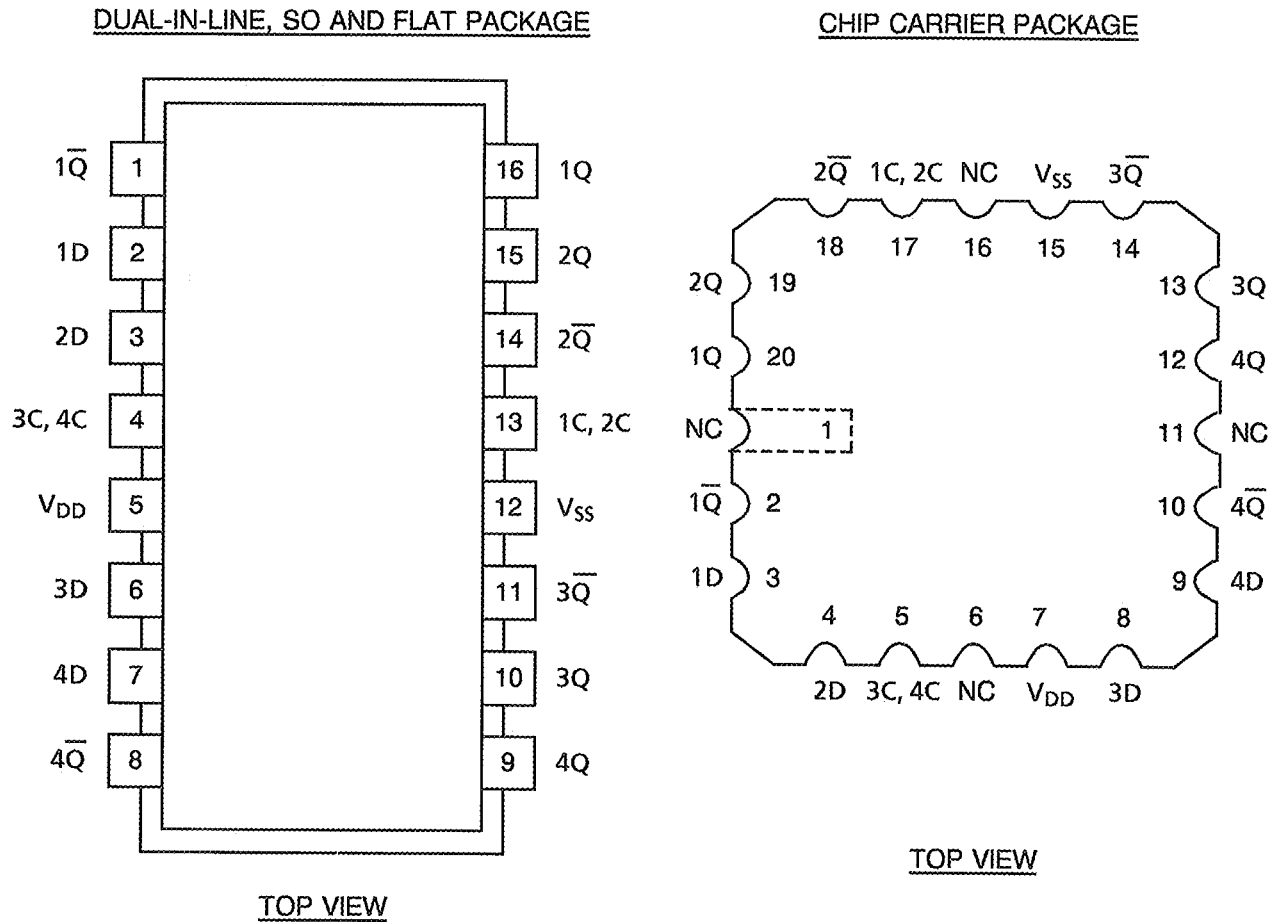 DUAL-IN-LINE, SO AND FLAT PACKAGE
1Q̅ 1 16 1Q
1D 2 15 2Q
2D 3 14 2Q̅
3C, 4C 4 13 1C, 2C
VDD 5 12 VSS
3D 6 11 3Q̅
4D 7 10 3Q
4Q̅ 8 9 4Q
TOP VIEW
CHIP CARRIER PACKAGE
2Q̅ 1C, 2C NC VSS 3Q̅
18 17 16 15 14
2Q 19 13 3Q
1Q 20 12 4Q
NC 1 11 NC
1Q̅ 2 10 4Q̅
1D 3 9 4D
4 5 6 7 8
2D 3C, 4C NC VDD 3D
TOP VIEW